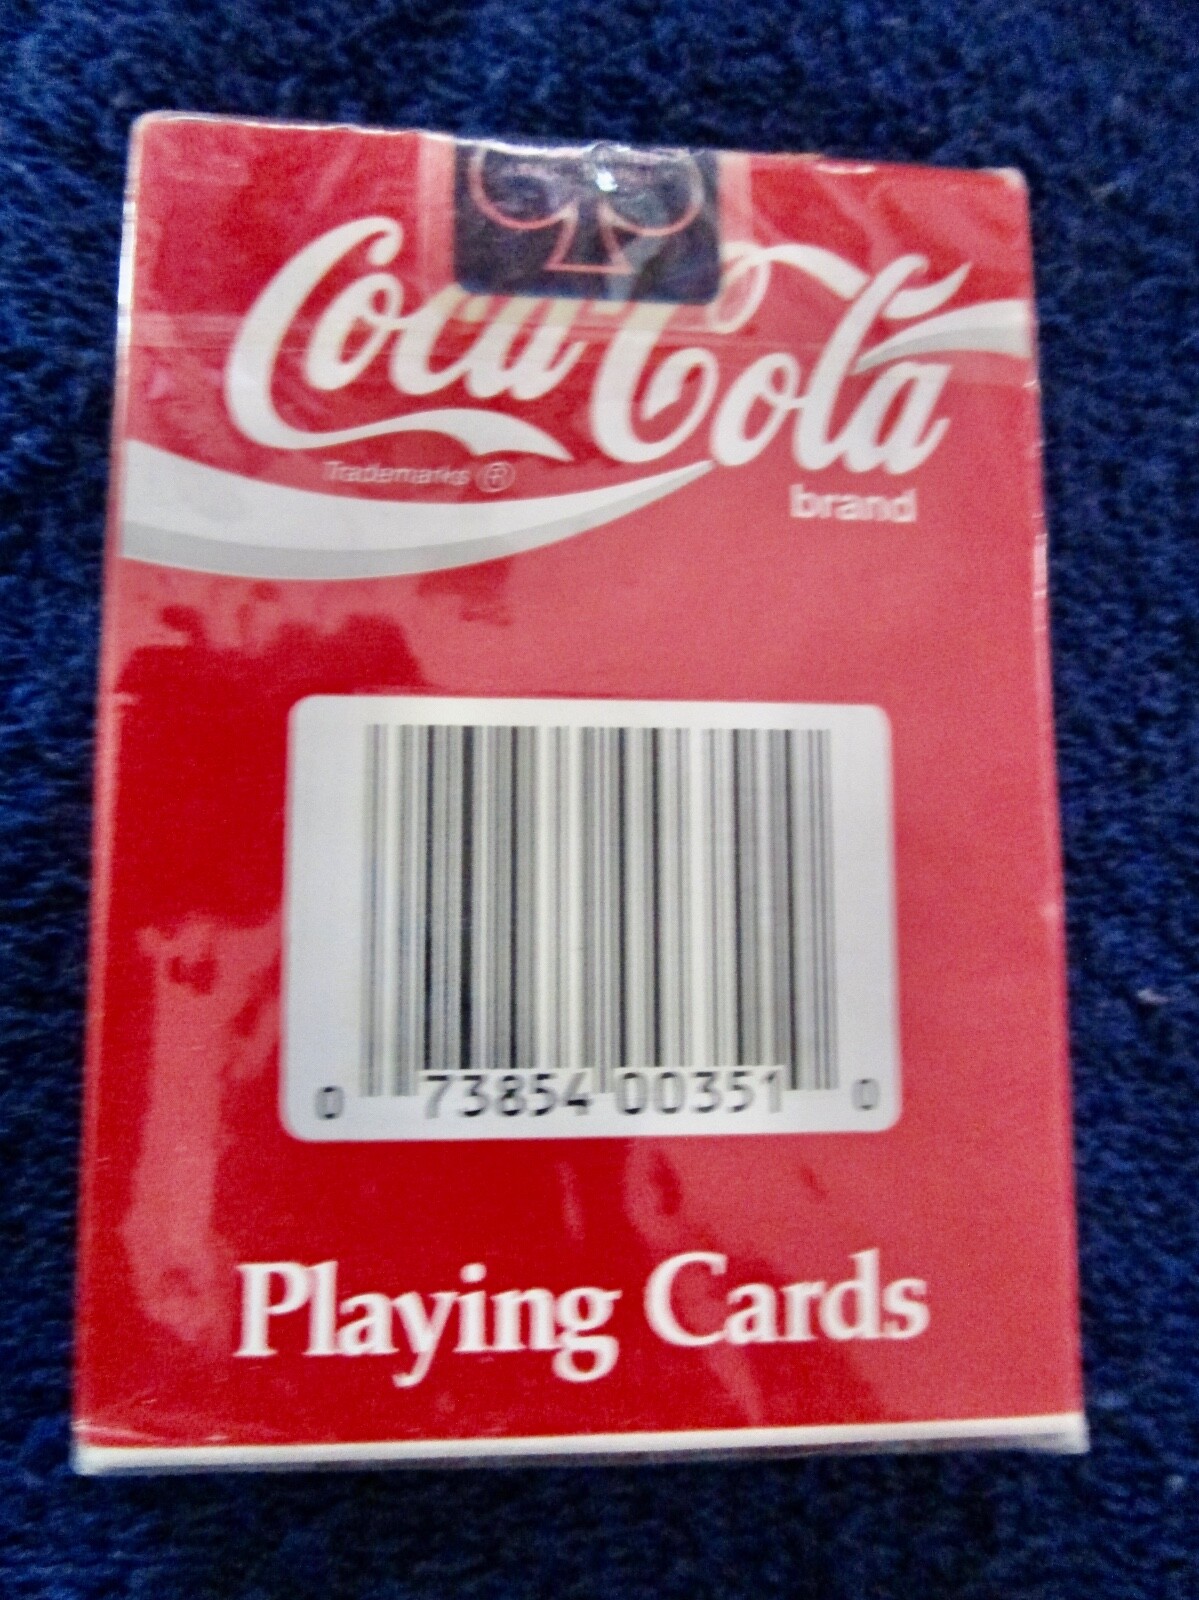 Coca-Cola
Trademarks ®
brand
0 73854 00351 0
Playing Cards